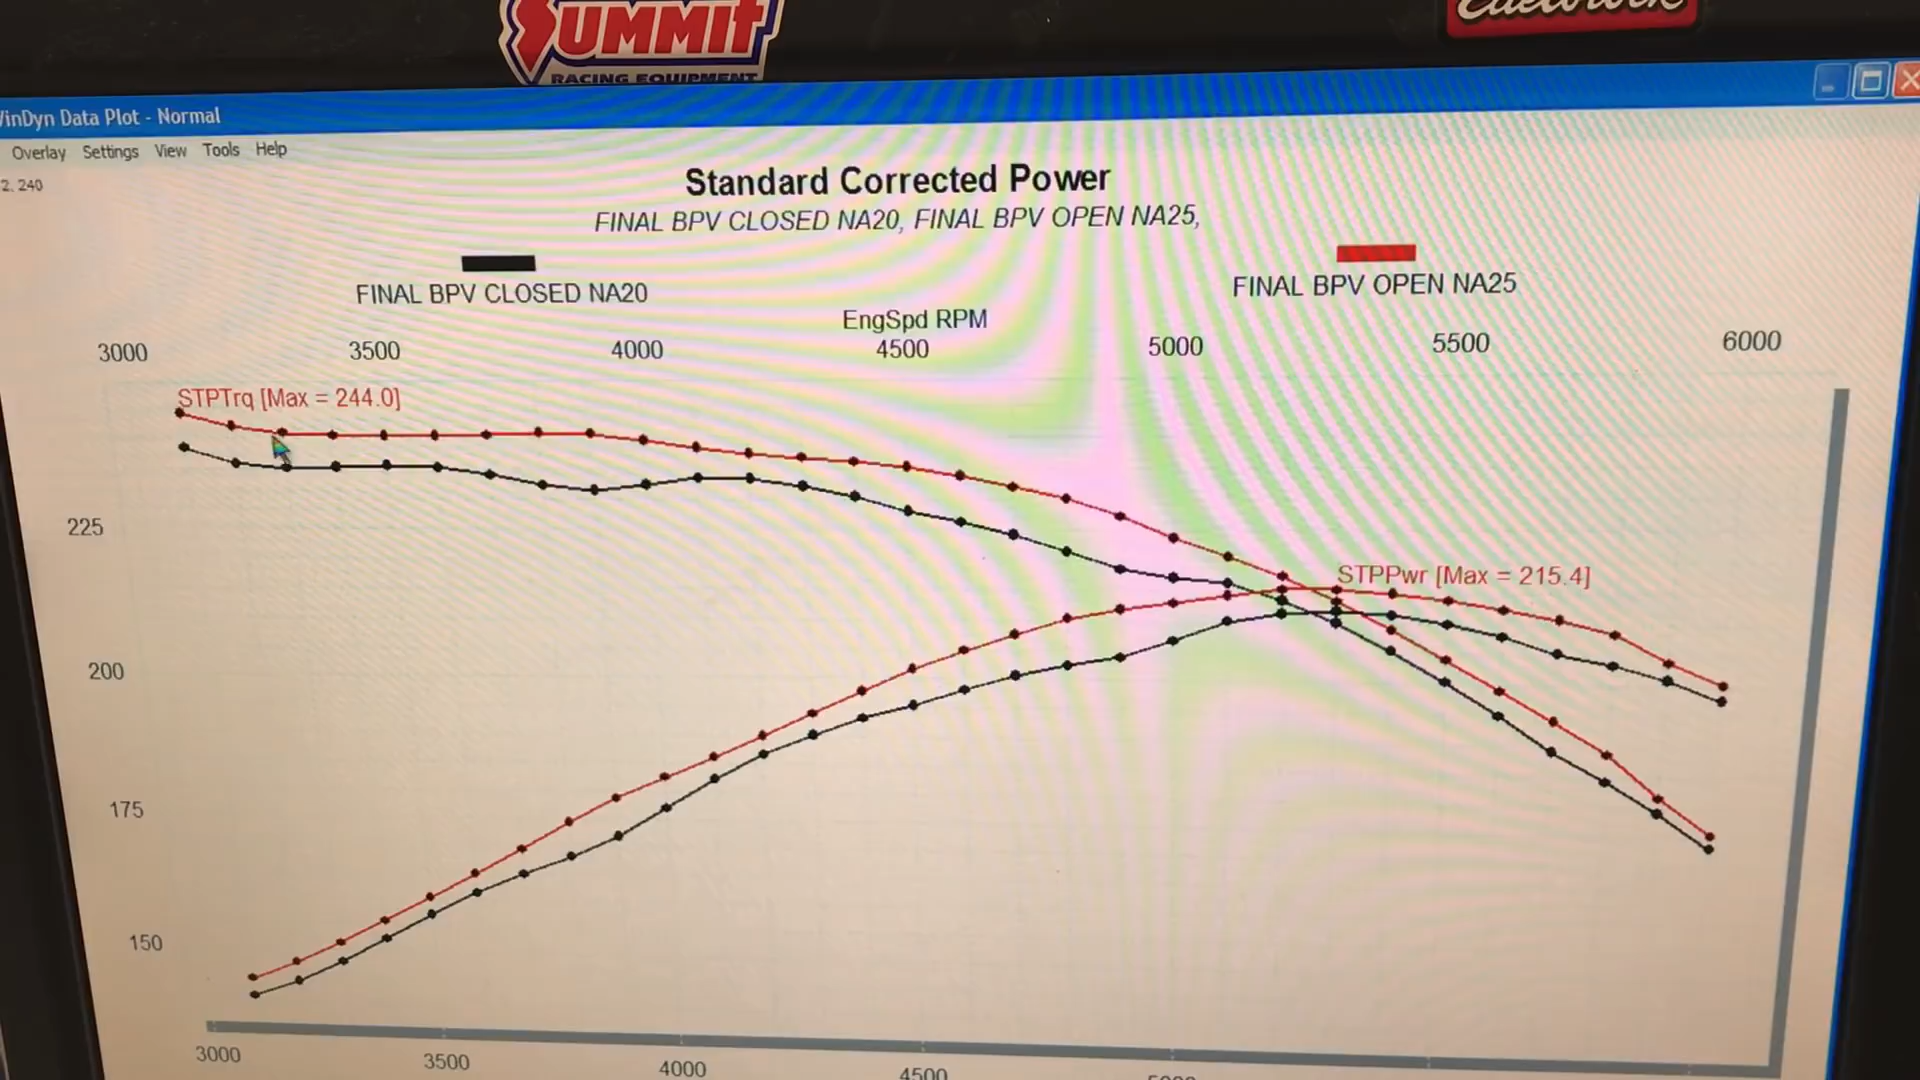 SUMMIT
RACING EQUIPMENT
Edelbrock
WinDyn Data Plot - Normal
Overlay Settings View Tools Help
2, 240
Standard Corrected Power
FINAL BPV CLOSED NA20, FINAL BPV OPEN NA25,
FINAL BPV CLOSED NA20
FINAL BPV OPEN NA25
EngSpd RPM
3000 3500 4000 4500 5000 5500 6000
STPTrq [Max = 244.0]
225
STPPwr [Max = 215.4]
200
175
150
3000 3500 4000 4500 5000